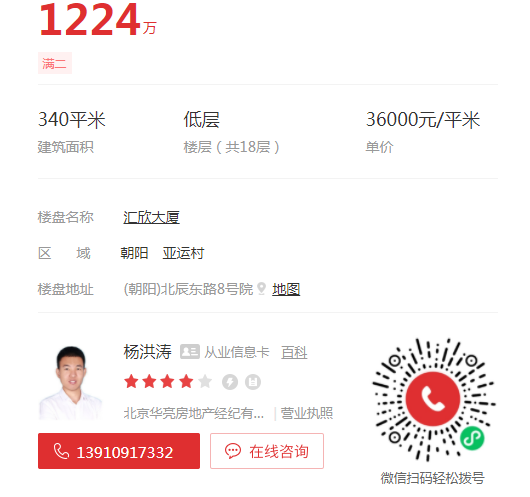 1224万
满二
340平米 低层 36000元/平米
建筑面积 楼层（共18层） 单价
楼盘名称 汇欣大厦
区 域 朝阳 亚运村
楼盘地址 (朝阳)北辰东路8号院 地图
杨洪涛 从业信息卡 百科
北京华亮房地产经纪有... | 营业执照
13910917332 在线咨询
微信扫码轻松拨号